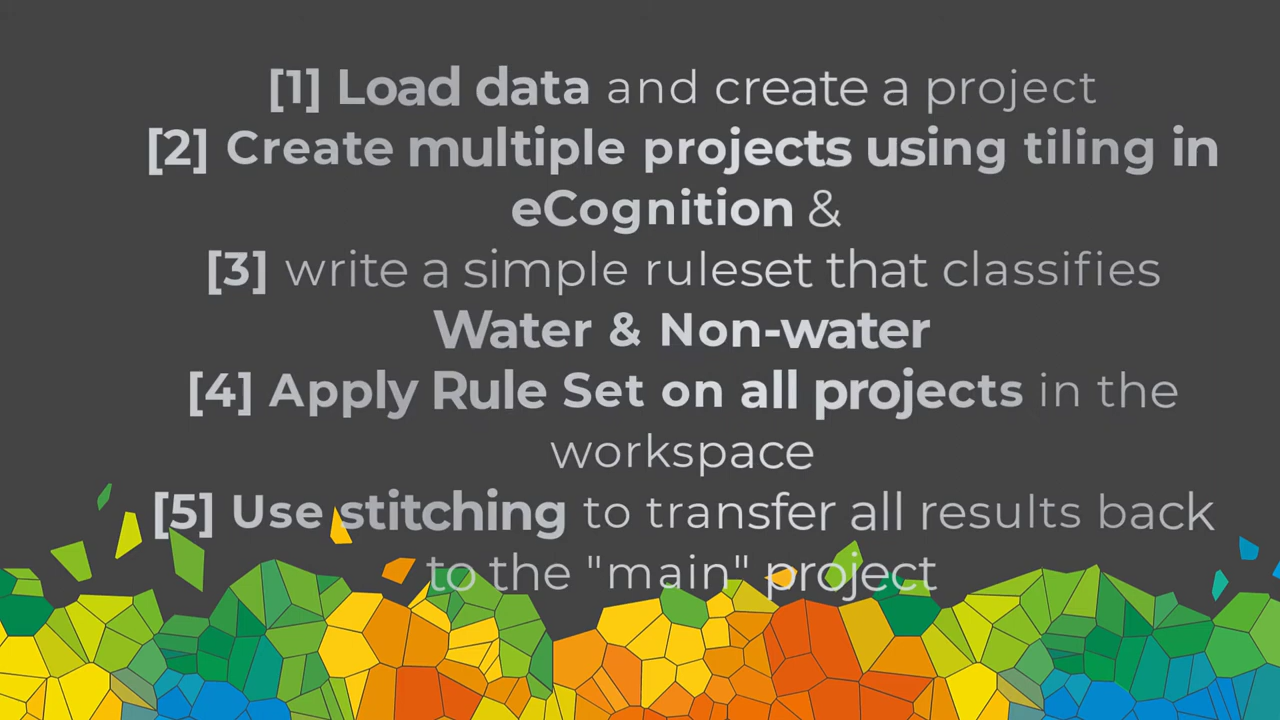 [1] Load data and create a project
[2] Create multiple projects using tiling in
eCognition &
[3] write a simple ruleset that classifies
Water & Non-water
[4] Apply Rule Set on all projects in the
workspace
[5] Use stitching to transfer all results back
to the "main" project